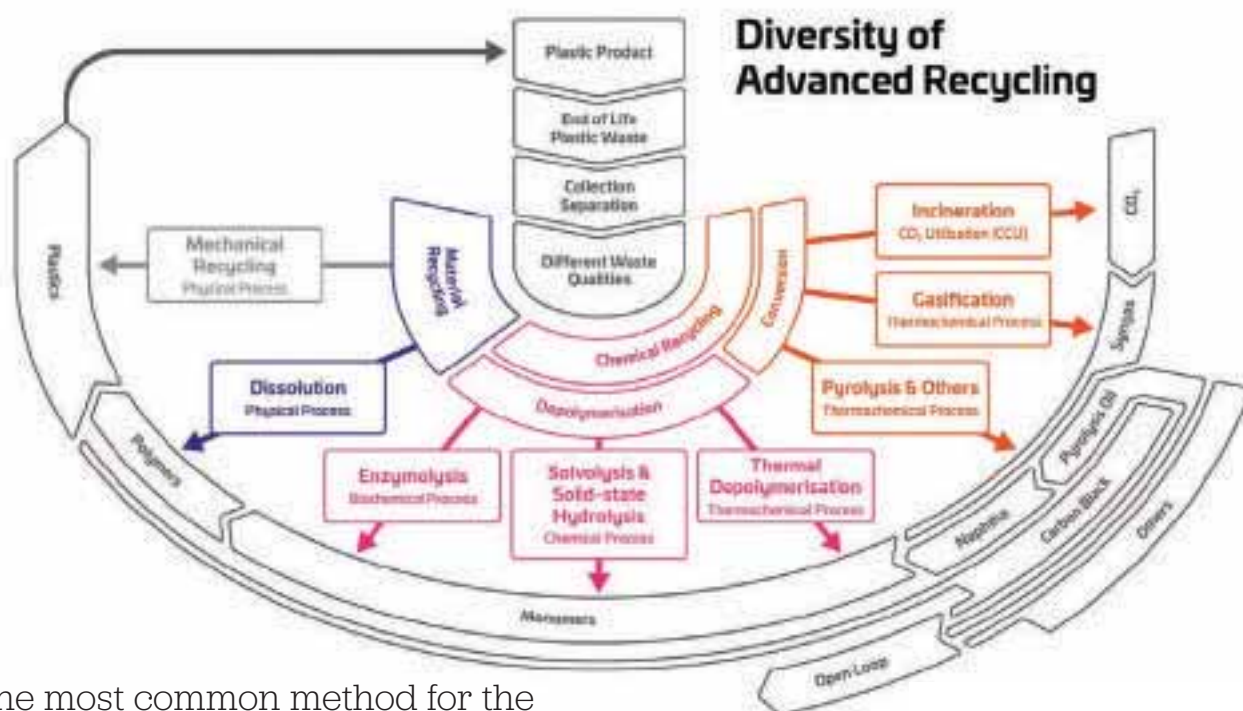 Diversity of
Advanced Recycling
Plastic Product
End of Life
Plastic Waste
Collection
Separation
Different Waste
Qualities
Plastics
Mechanical
Recycling
Physical Process
Material
Recycling
Dissolution
Physical Process
Polymers
Chemical Recycling
Depolymerisation
Enzymolysis
Biochemical Process
Solvolysis &
Solid-state
Hydrolysis
Chemical Process
Thermal
Depolymerisation
Thermochemical Process
Conversion
Incineration
CO₂ Utilisation (CCU)
Gasification
Thermochemical Process
Pyrolysis & Others
Thermochemical Process
CO₂
Syngas
Pyrolysis Oil
Naphtha
Carbon Black
Others
Monomers
Open Loop
he most common method for the